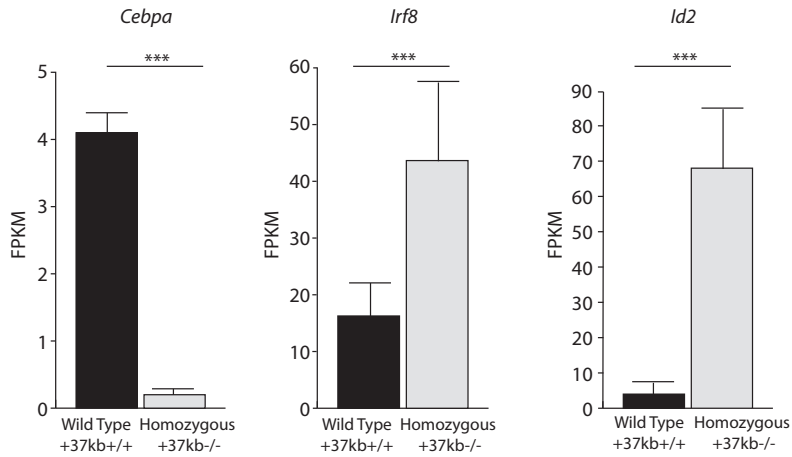 Cebpa
***
FPKM
5
4
3
2
1
0
Wild Type Homozygous
+37kb+/+ +37kb-/-
Irf8
***
FPKM
60
50
40
30
20
10
0
Wild Type Homozygous
+37kb+/+ +37kb-/-
Id2
***
FPKM
90
80
70
60
50
40
30
20
10
0
Wild Type Homozygous
+37kb+/+ +37kb-/-